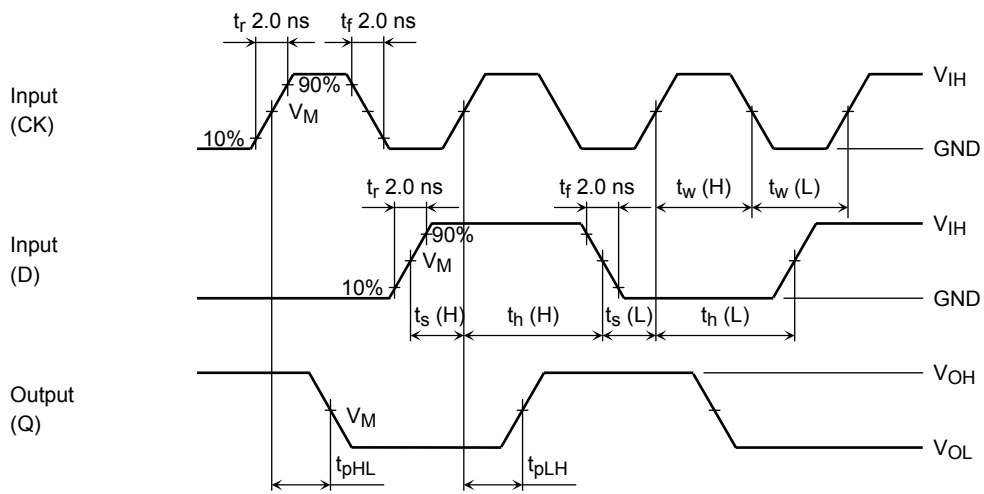 tr 2.0 ns
tf 2.0 ns
Input
(CK)
90%
VM
10%
VIH
GND
tr 2.0 ns
tf 2.0 ns
tw (H)
tw (L)
Input
(D)
90%
VM
10%
VIH
GND
ts (H)
th (H)
ts (L)
th (L)
Output
(Q)
VM
VOH
VOL
tpHL
tpLH